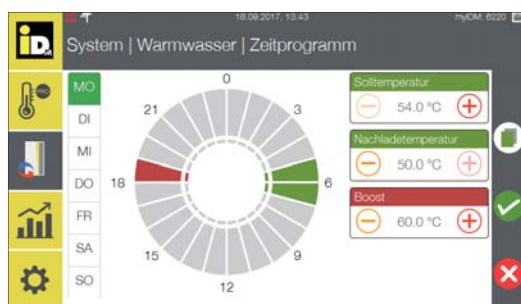 iD
18.09.2017, 13:43
myiDM: 6220
System | Warmwasser | Zeitprogramm
PRO
MO
DI
MI
DO
FR
SA
SO
0
3
6
9
12
15
18
21
Solltemperatur
54.0 °C
Nachladetemperatur
50.0 °C
Boost
60.0 °C